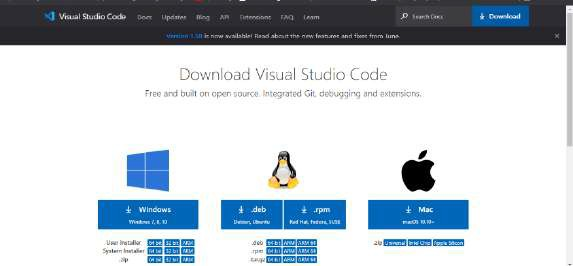 Visual Studio Code Docs Updates Blog API Extensions FAQ Learn Search Docs Download
Version 1.58 is now available! Read about the new features and fixes from June.
Download Visual Studio Code
Free and built on open source. Integrated Git, debugging and extensions.
Windows
Windows 7, 8, 10
.deb
Debian, Ubuntu
.rpm
Red Hat, Fedora, SUSE
Mac
macOS 10.10+
User Installer 64 bit 32 bit ARM
System Installer 64 bit 32 bit ARM
.zip 64 bit 32 bit ARM
.deb 64 bit ARM ARM 64
.rpm 64 bit ARM ARM 64
.tar.gz 64 bit ARM ARM 64
.zip Universal Intel Chip Apple Silicon